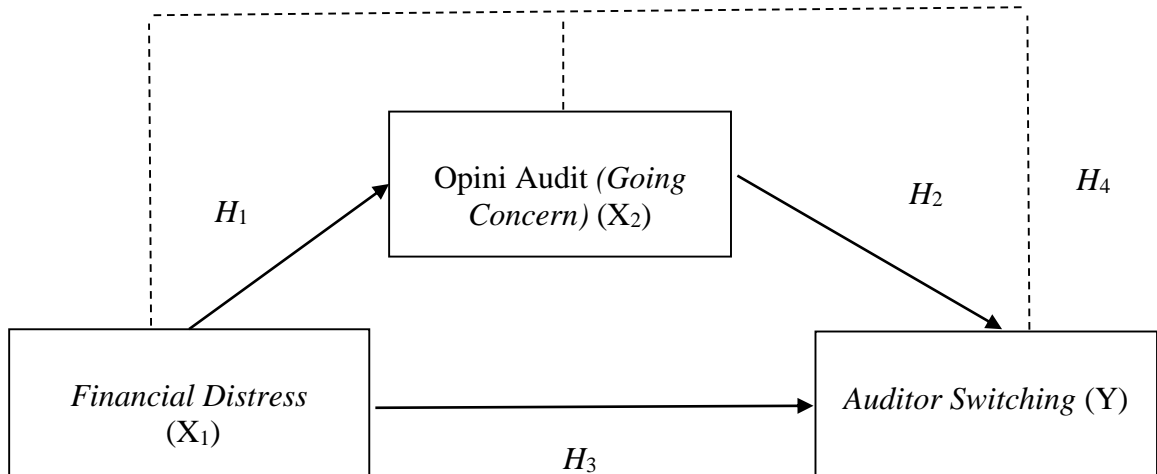 Opini Audit (Going
Concern) (X₂)
H₁
H₂
H₄
Financial Distress
(X₁)
Auditor Switching (Y)
H₃